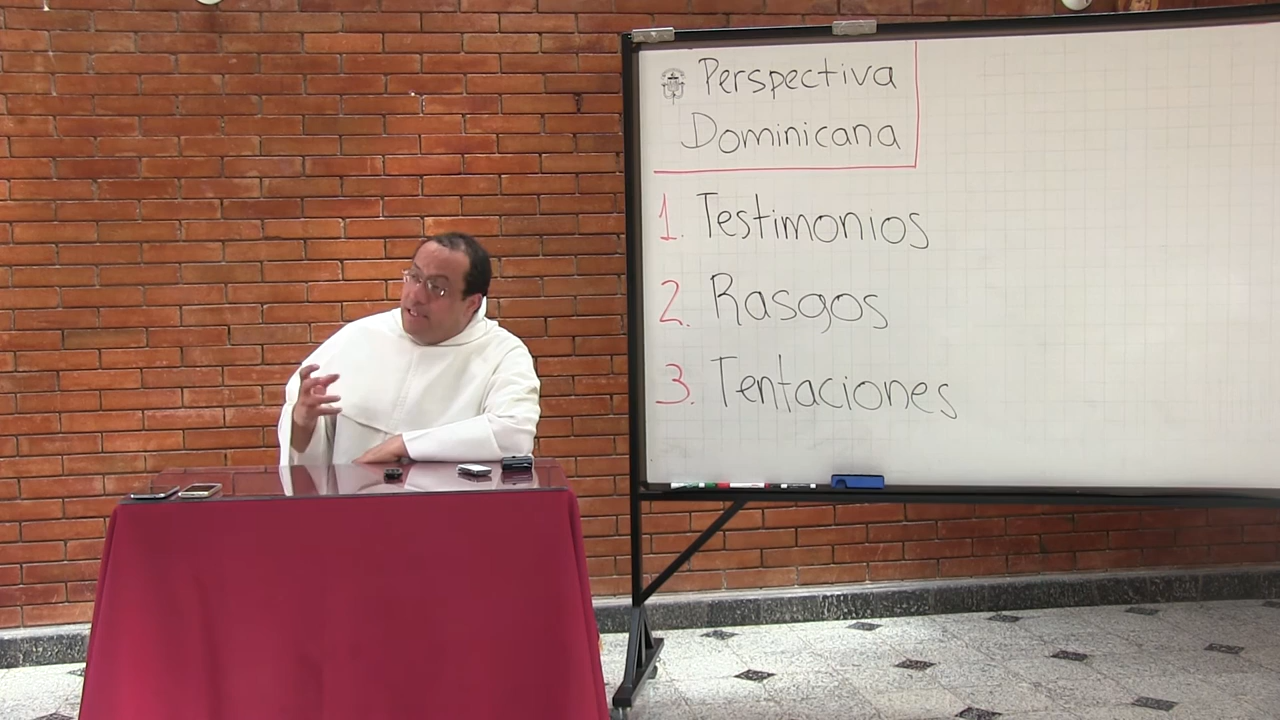 Perspectiva
Dominicana
1. Testimonios
2. Rasgos
3. Tentaciones